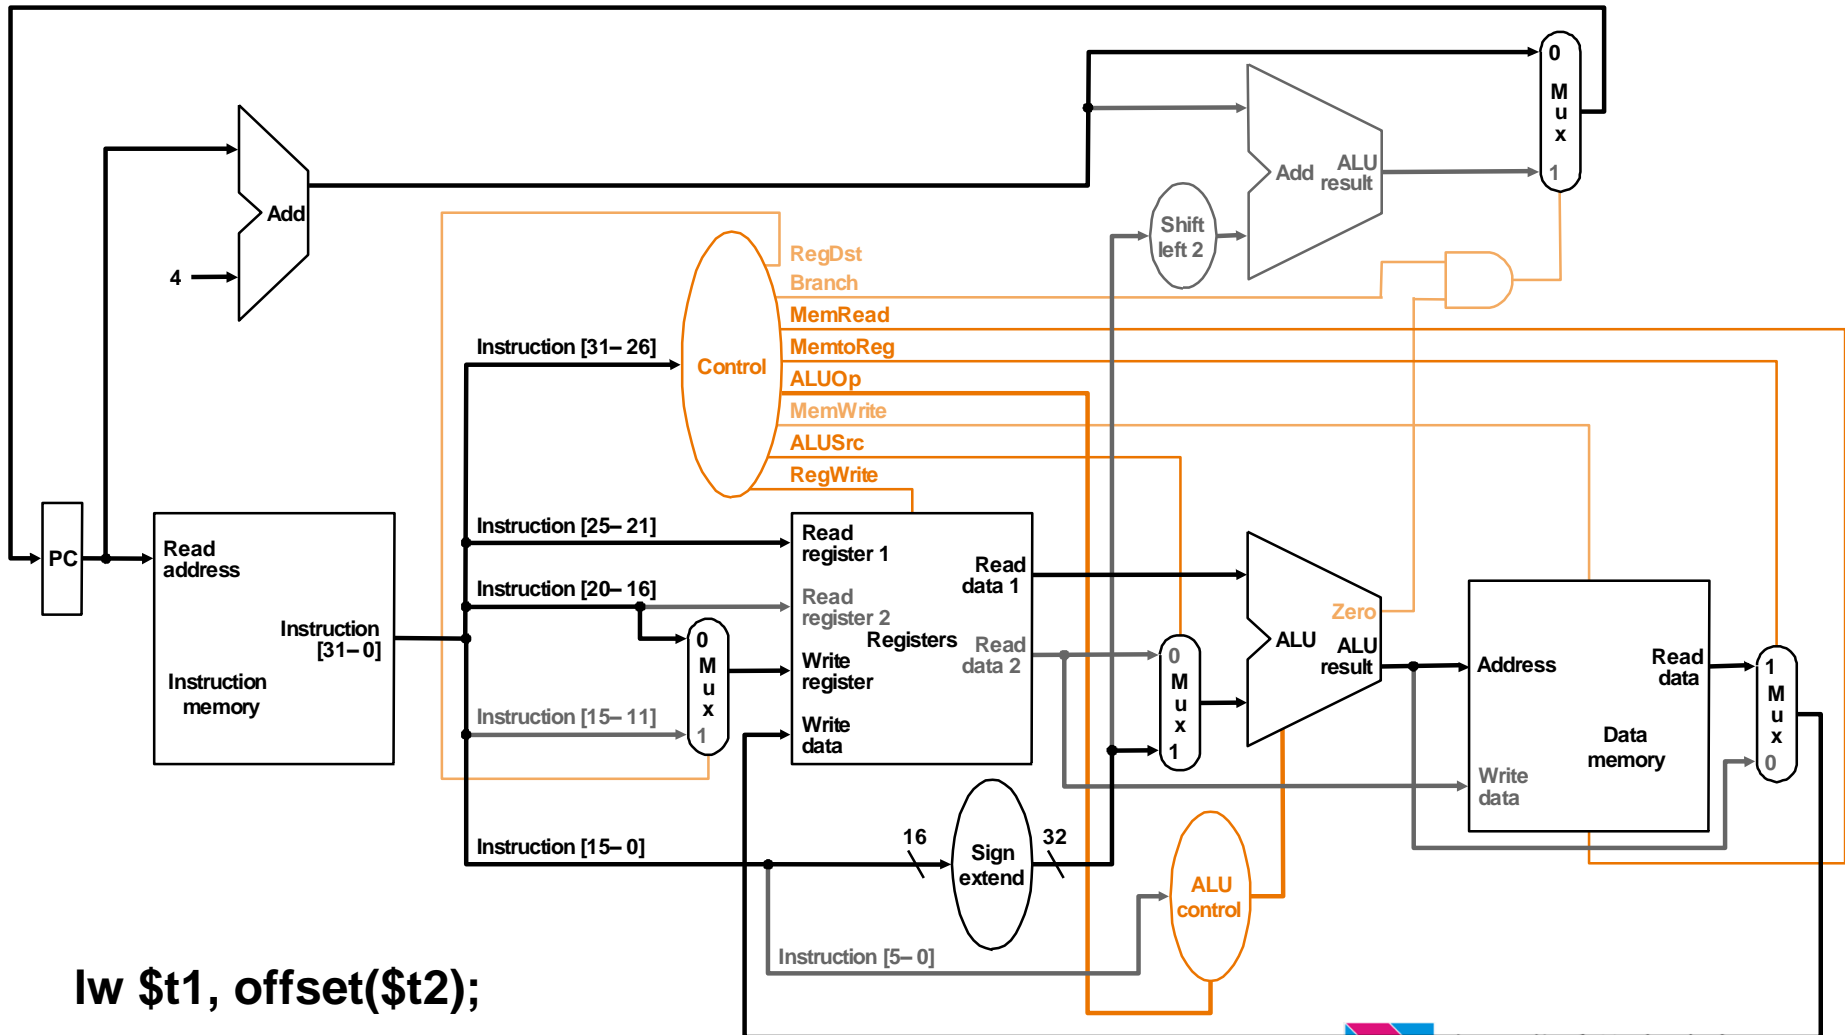 0
M
u
x
1
Add
ALU
result
Shift
left 2
Add
4
RegDst
Branch
MemRead
MemtoReg
ALUOp
MemWrite
ALUSrc
RegWrite
Control
Instruction [31– 26]
Instruction [25– 21]
Instruction [20– 16]
Instruction [15– 11]
Instruction [15– 0]
Instruction [5– 0]
PC
Read
address
Instruction
[31– 0]
Instruction
memory
0
M
u
x
1
Read
register 1
Read
register 2
Write
register
Write
data
Registers
Read
data 1
Read
data 2
0
M
u
x
1
Zero
ALU
ALU
result
Address
Write
data
Read
data
Data
memory
1
M
u
x
0
16
Sign
extend
32
ALU
control
lw $t1, offset($t2);